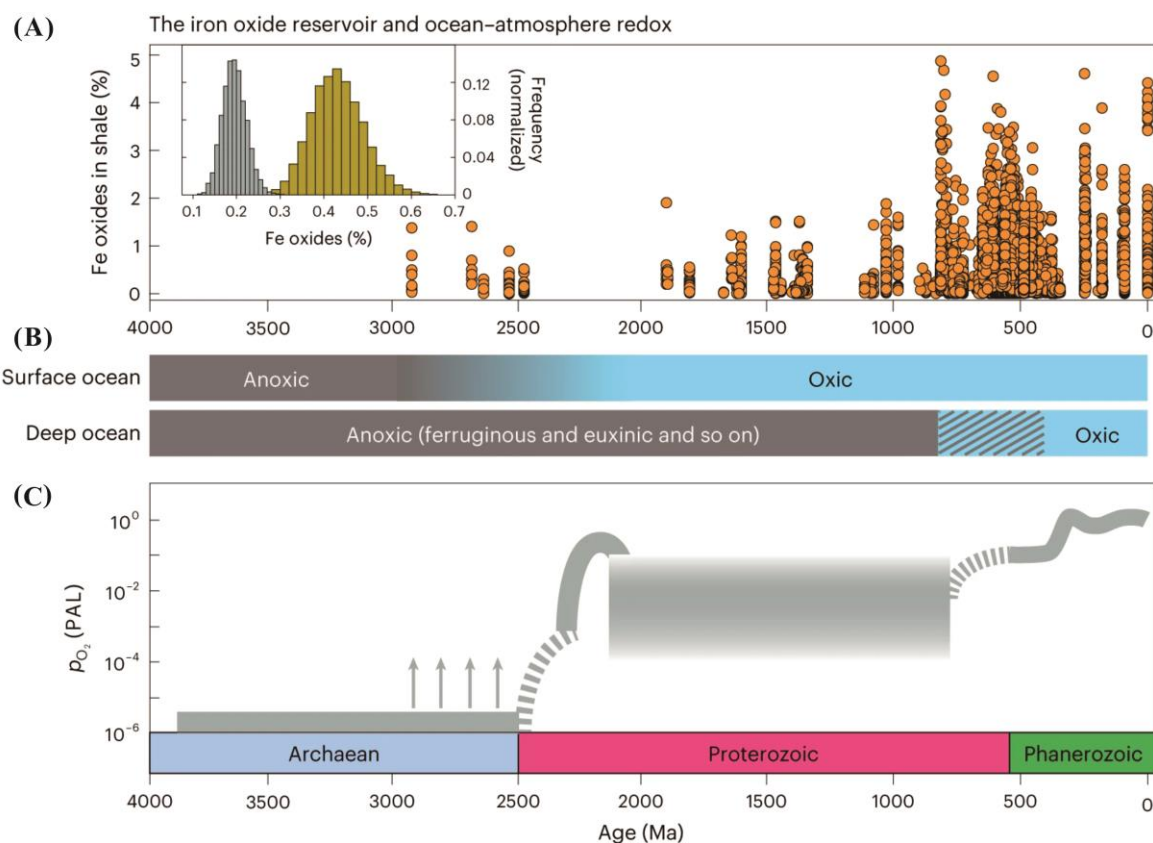 (A) The iron oxide reservoir and ocean–atmosphere redox
Fe oxides in shale (%)
5
4
3
2
1
0
Frequency
(normalized)
0.12
0.08
0.04
0
0.1 0.2 0.3 0.4 0.5 0.6 0.7
Fe oxides (%)
4000 3500 3000 2500 2000 1500 1000 500 0
(B)
Surface ocean Anoxic Oxic
Deep ocean Anoxic (ferruginous and euxinic and so on) Oxic
(C)
pO2 (PAL)
10⁰
10⁻²
10⁻⁴
10⁻⁶
Archaean Proterozoic Phanerozoic
4000 3500 3000 2500 2000 1500 1000 500 0
Age (Ma)